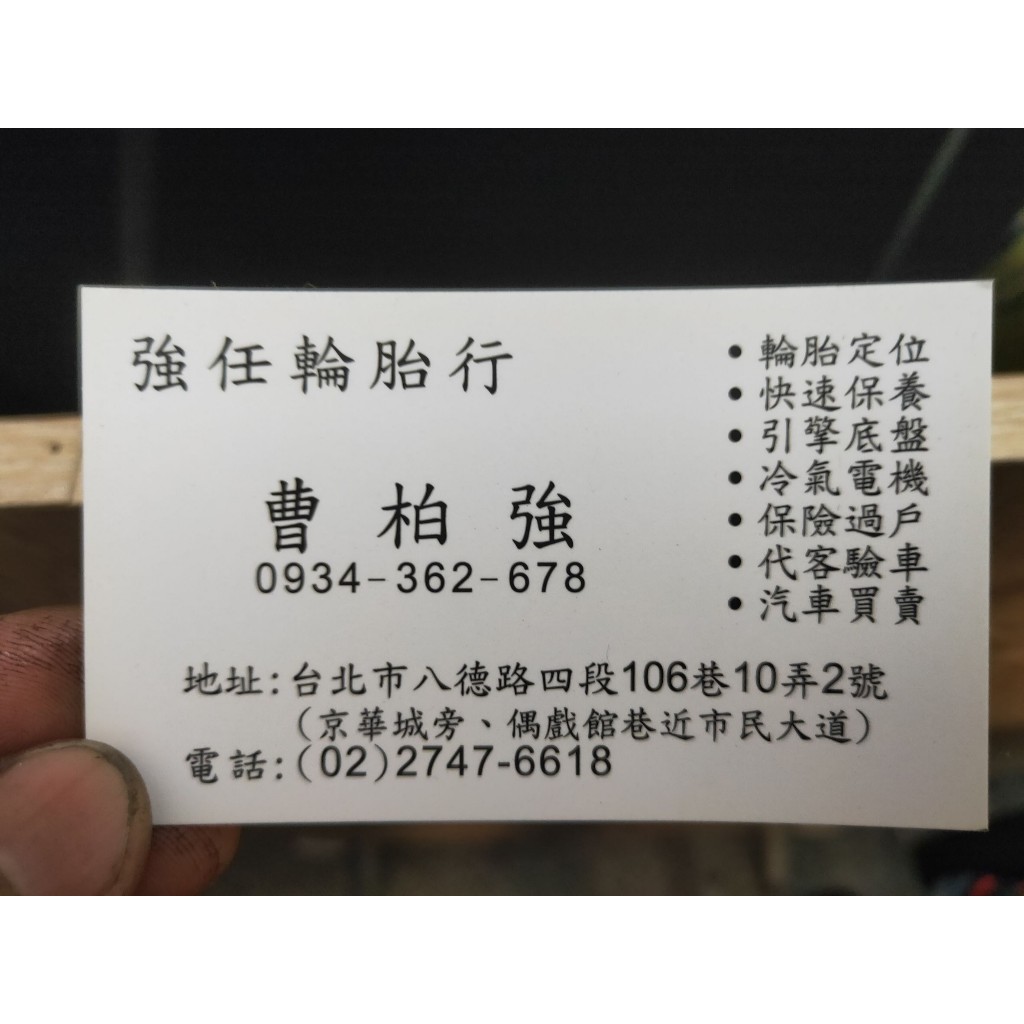 強任輪胎行
曹柏強
0934-362-678
• 輪胎定位
• 快速保養
• 引擎底盤
• 冷氣電機
• 保險過戶
• 代客驗車
• 汽車買賣
地址:台北市八德路四段106巷10弄2號
(京華城旁、偶戲館巷近市民大道)
電話:(02)2747-6618